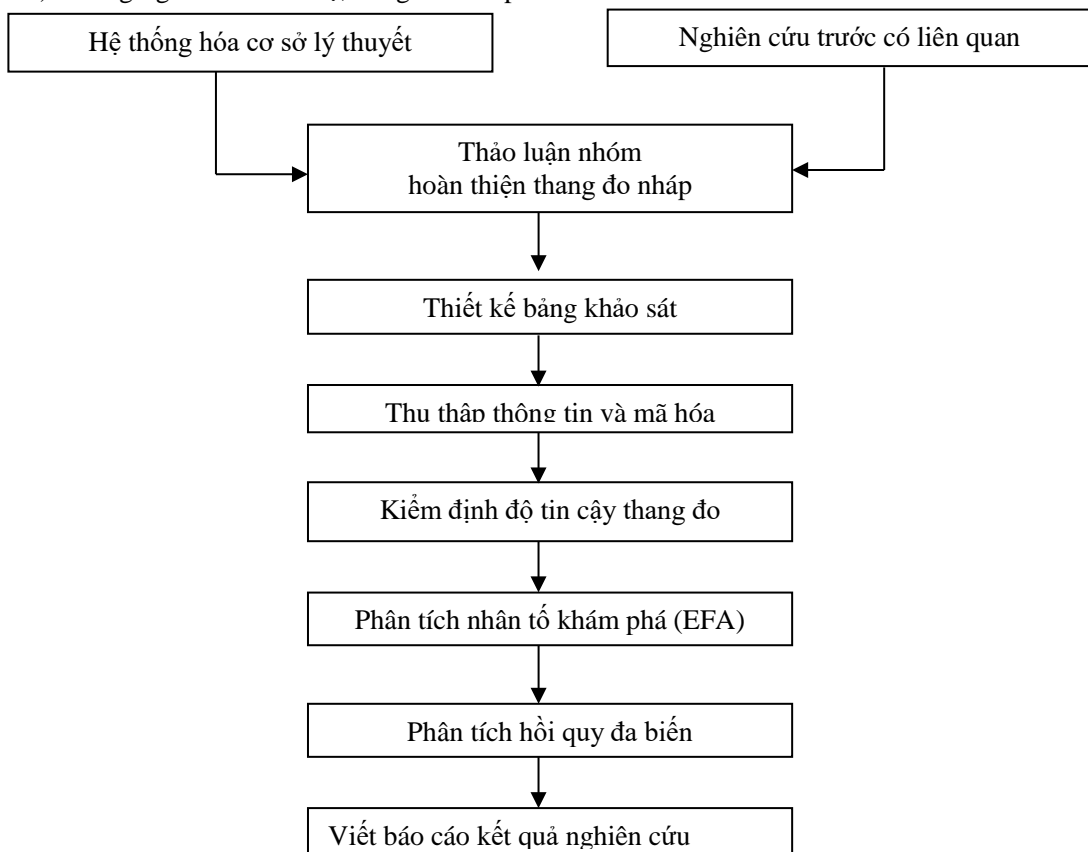 Hệ thống hóa cơ sở lý thuyết
Nghiên cứu trước có liên quan
Thảo luận nhóm
hoàn thiện thang đo nháp
Thiết kế bảng khảo sát
Thu thập thông tin và mã hóa
Kiểm định độ tin cậy thang đo
Phân tích nhân tố khám phá (EFA)
Phân tích hồi quy đa biến
Viết báo cáo kết quả nghiên cứu